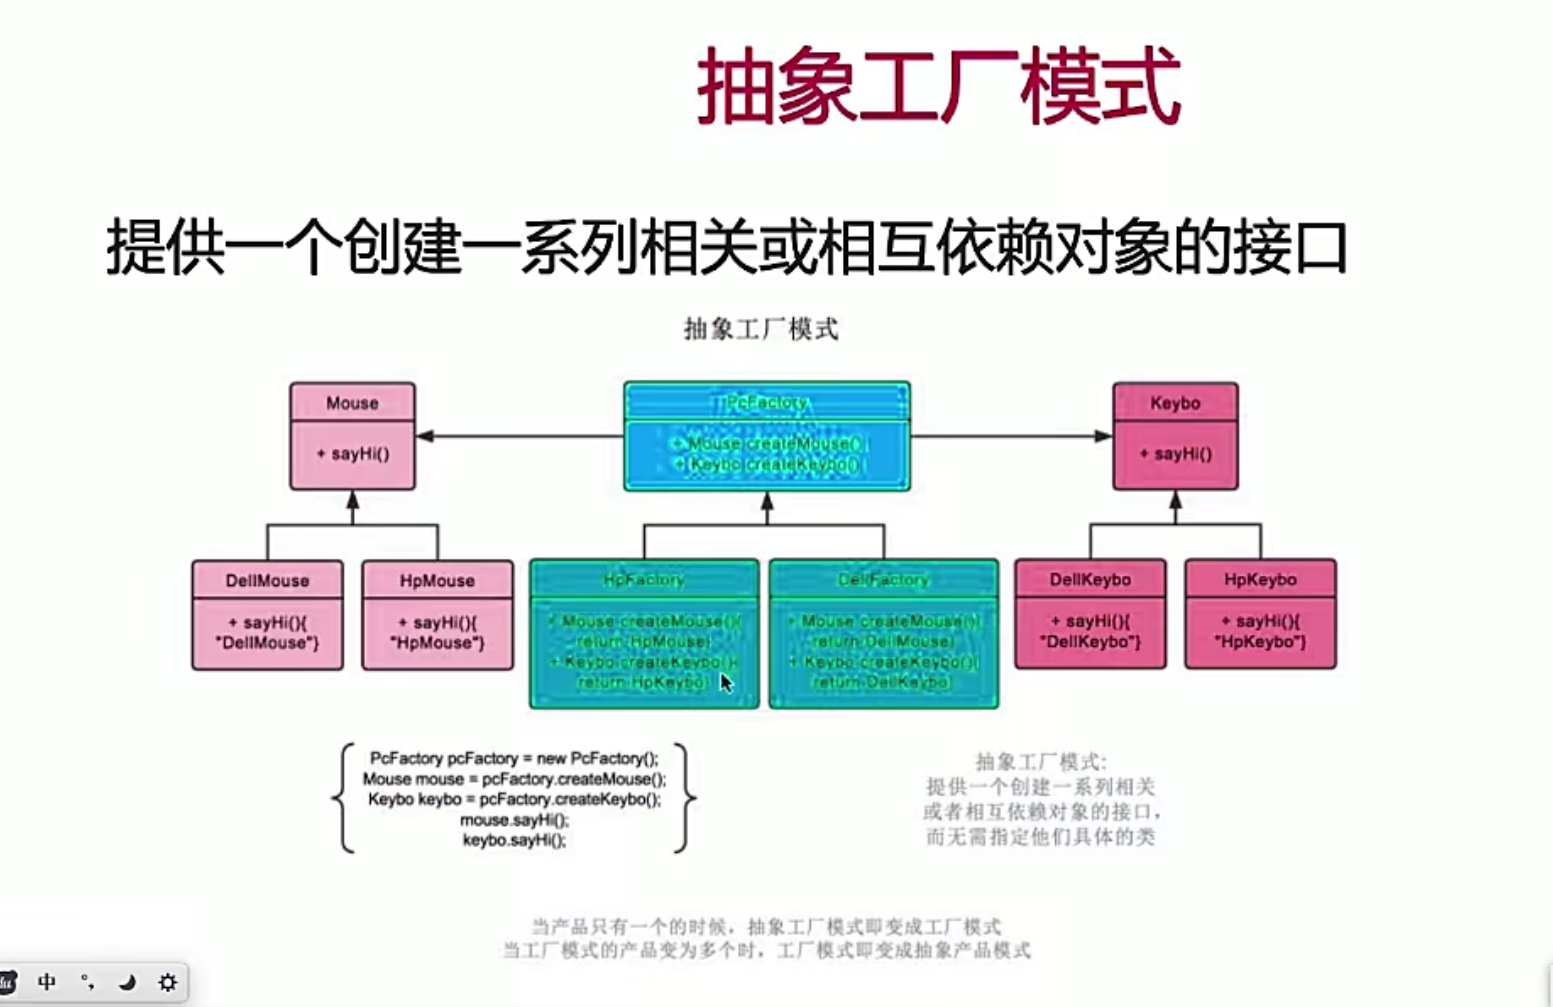 抽象工厂模式
提供一个创建一系列相关或相互依赖对象的接口
抽象工厂模式
Mouse
+ sayHi()
PcFactory
+ Mouse createMouse()
+ Keybo createKeybo()
Keybo
+ sayHi()
DellMouse
+ sayHi(){
"DellMouse"}
HpMouse
+ sayHi(){
"HpMouse"}
HpFactory
+ Mouse createMouse(){
return HpMouse}
+ Keybo createKeybo(){
return HpKeybo}
DellFactory
+ Mouse createMouse(){
return DellMouse}
+ Keybo createKeybo(){
return DellKeybo}
DellKeybo
+ sayHi(){
"DellKeybo"}
HpKeybo
+ sayHi(){
"HpKeybo"}
PcFactory pcFactory = new PcFactory();
Mouse mouse = pcFactory.createMouse();
Keybo keybo = pcFactory.createKeybo();
mouse.sayHi();
keybo.sayHi();
抽象工厂模式:
提供一个创建一系列相关
或者相互依赖对象的接口，
而无需指定他们具体的类
当产品只有一个的时候，抽象工厂模式即变成工厂模式
当工厂模式的产品变为多个时，工厂模式即变成抽象产品模式
中 °,